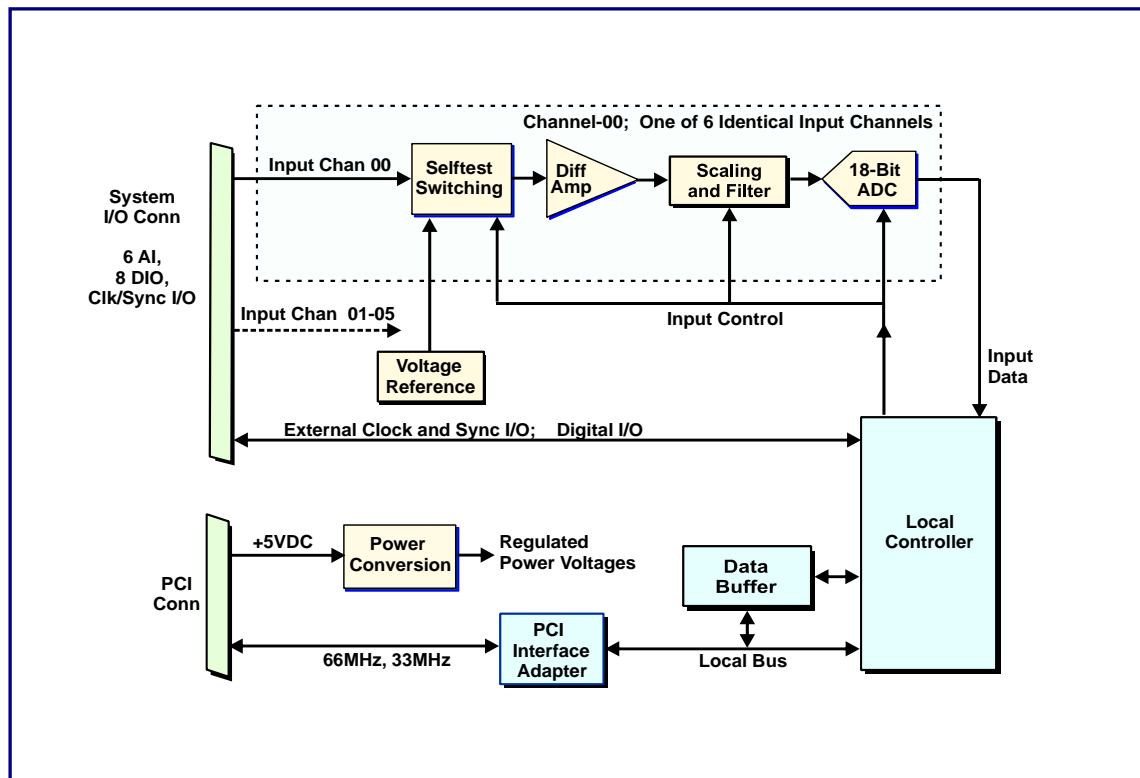 Channel-00;  One of 6 Identical Input Channels
System
I/O Conn
6 AI,
8 DIO,
Clk/Sync I/O
Input Chan 00
Selftest
Switching
Diff
Amp
Scaling
and Filter
18-Bit
ADC
Input Chan  01-05
Input Control
Voltage
Reference
Input
Data
External Clock and Sync I/O;    Digital I/O
Local
Controller
PCI
Conn
+5VDC
Power
Conversion
Regulated
Power Voltages
Data
Buffer
66MHz, 33MHz
PCI
Interface
Adapter
Local Bus